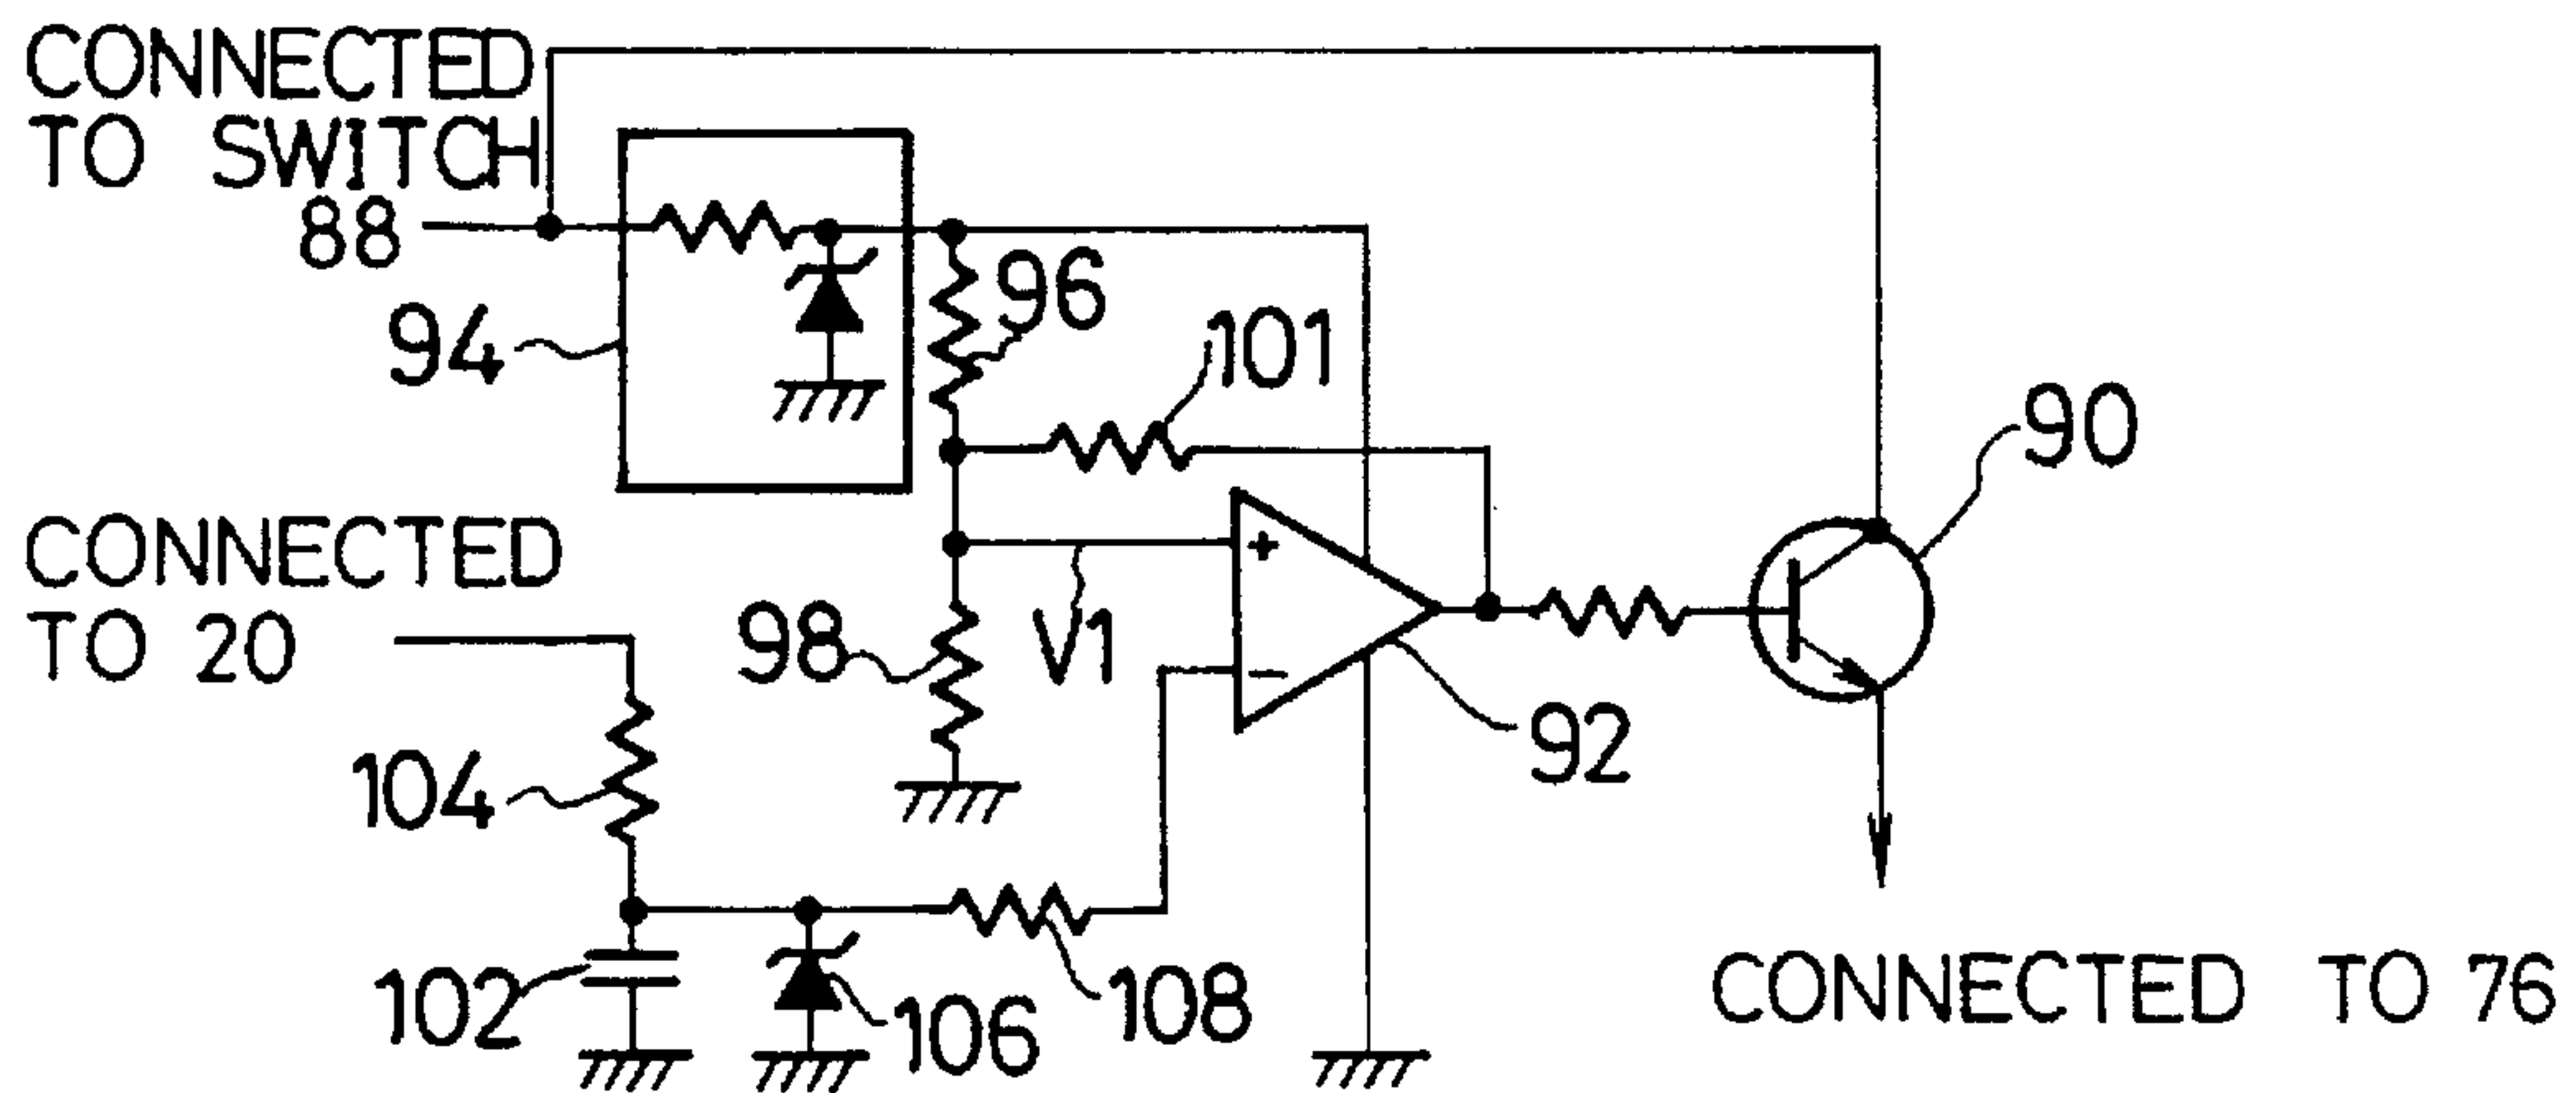 CONNECTED
TO SWITCH
88
94
96
101
90
CONNECTED
TO 20
+
98
V1
−
92
104
102
106
108
CONNECTED TO 76